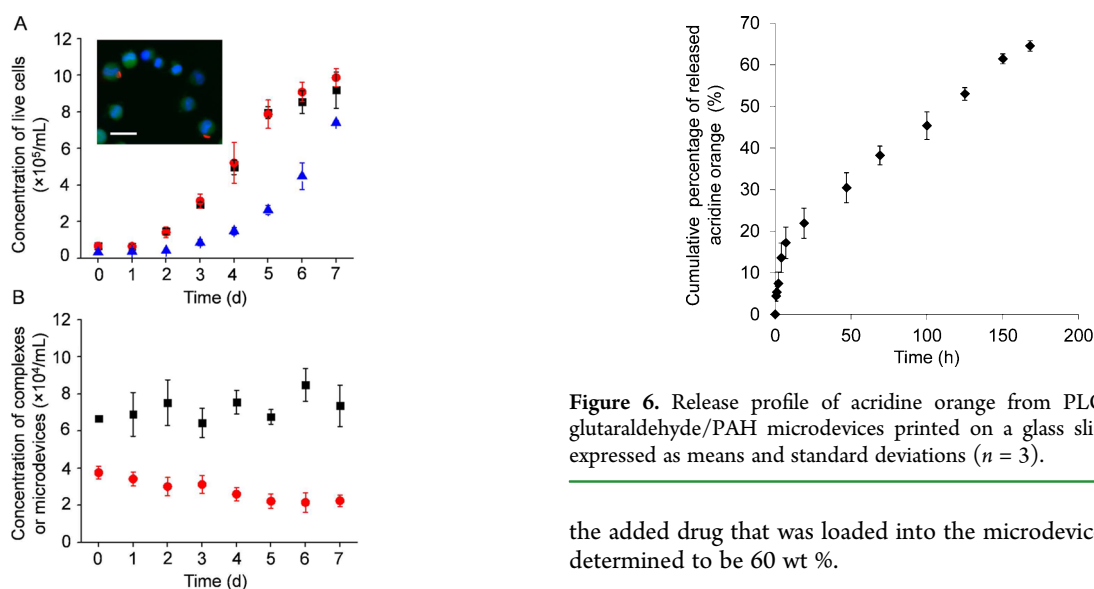 A
Concentration of live cells
(×10⁵/mL)
12
10
8
6
4
2
0
0 1 2 3 4 5 6 7
Time (d)
B
Concentration of complexes
or microdevices (×10⁴/mL)
12
10
8
6
4
2
0
0 1 2 3 4 5 6 7
Time (d)
Cumulative percentage of released
acridine orange (%)
70
60
50
40
30
20
10
0
0 50 100 150 200
Time (h)
Figure 6. Release profile of acridine orange from
glutaraldehyde/PAH microdevices printed on a glass
expressed as means and standard deviations (n = 3).
the added drug that was loaded into the
determined to be 60 wt %.